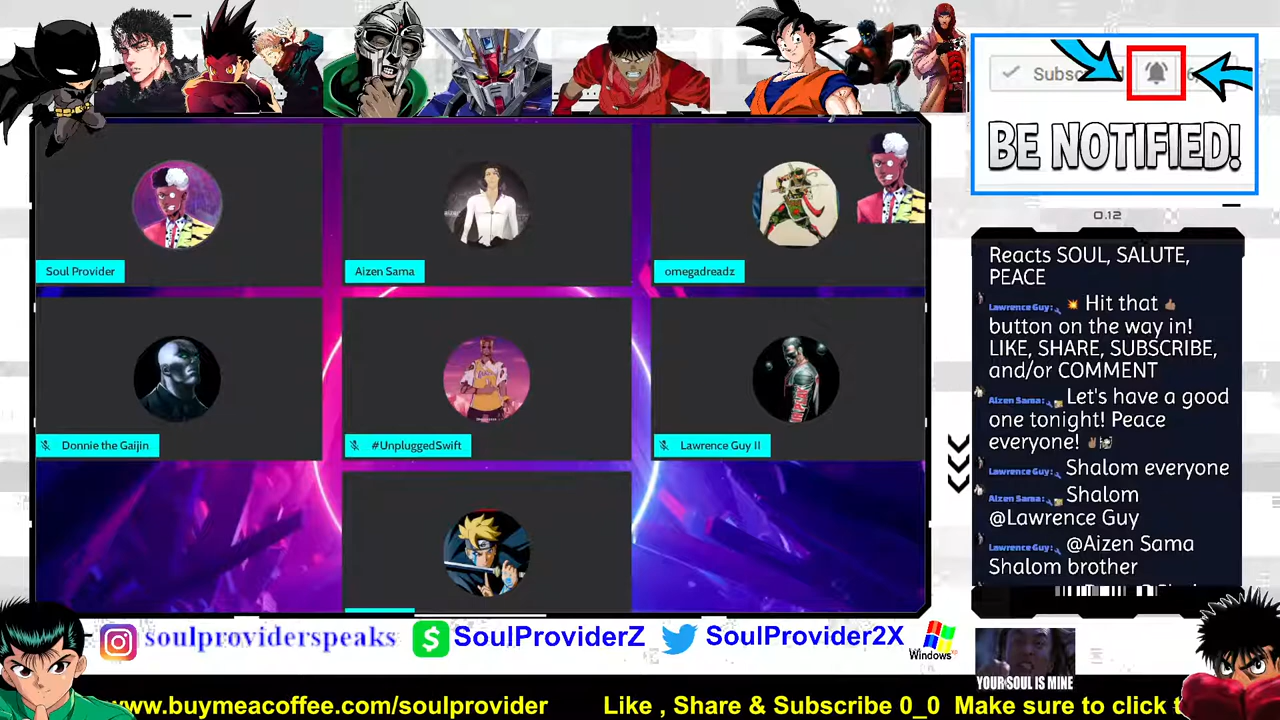 Subsc
BE NOTIFIED!
0.12
Soul Provider
Aizen Sama
omegadreadz
Donnie the Gaijin
#UnpluggedSwift
Lawrence Guy II
Reacts SOUL, SALUTE,
PEACE
Lawrence Guy: Hit that
button on the way in!
LIKE, SHARE, SUBSCRIBE,
and/or COMMENT
Aizen Sama: Let's have a good
one tonight! Peace
everyone!
Lawrence Guy: Shalom everyone
Aizen Sama: Shalom
@Lawrence Guy
Lawrence Guy: @Aizen Sama
Shalom brother
soulproviderspeaks
SoulProviderZ
SoulProvider2X
Windows
YOUR SOUL IS MINE
www.buymeacoffee.com/soulprovider
Like , Share & Subscribe 0_0 Make sure to click